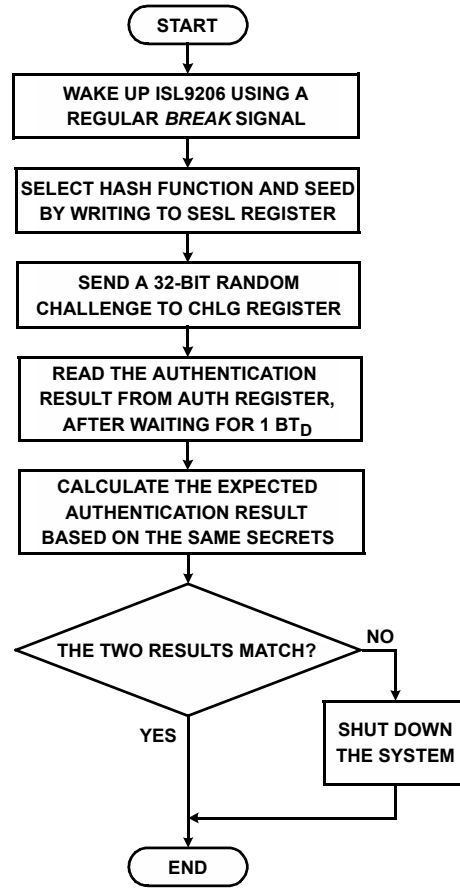 START
WAKE UP ISL9206 USING A
REGULAR BREAK SIGNAL
SELECT HASH FUNCTION AND SEED
BY WRITING TO SESL REGISTER
SEND A 32-BIT RANDOM
CHALLENGE TO CHLG REGISTER
READ THE AUTHENTICATION
RESULT FROM AUTH REGISTER,
AFTER WAITING FOR 1 BTD
CALCULATE THE EXPECTED
AUTHENTICATION RESULT
BASED ON THE SAME SECRETS
THE TWO RESULTS MATCH?
NO
YES
SHUT DOWN
THE SYSTEM
END